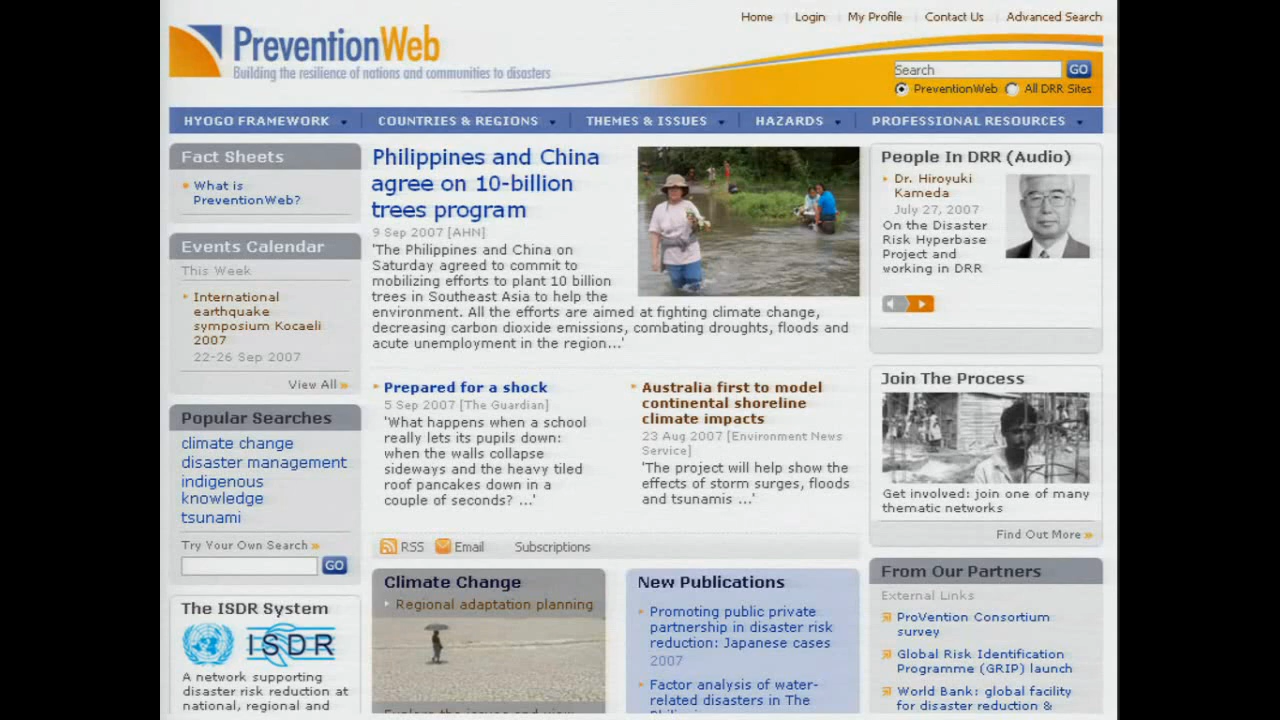 Home Login My Profile Contact Us Advanced Search
PreventionWeb
Building the resilience of nations and communities to disasters
Search GO
PreventionWeb All DRR Sites
HYOGO FRAMEWORK COUNTRIES & REGIONS THEMES & ISSUES HAZARDS PROFESSIONAL RESOURCES
Fact Sheets
What is
PreventionWeb?
Events Calendar
This Week
International
earthquake
symposium Kocaeli
2007
22-26 Sep 2007
View All »
Popular Searches
climate change
disaster management
indigenous
knowledge
tsunami
Try Your Own Search »
GO
The ISDR System
ISDR
A network supporting
disaster risk reduction at
national, regional and
Philippines and China
agree on 10-billion
trees program
9 Sep 2007 [AHN]
'The Philippines and China on
Saturday agreed to commit to
mobilizing efforts to plant 10 billion
trees in Southeast Asia to help the
environment. All the efforts are aimed at fighting climate change,
decreasing carbon dioxide emissions, combating droughts, floods and
acute unemployment in the region...'
Prepared for a shock
5 Sep 2007 [The Guardian]
'What happens when a school
really lets its pupils down:
when the walls collapse
sideways and the heavy tiled
roof pancakes down in a
couple of seconds? ...'
Australia first to model
continental shoreline
climate impacts
23 Aug 2007 [Environment News
Service]
'The project will help show the
effects of storm surges, floods
and tsunamis ...'
RSS Email Subscriptions
Climate Change
Regional adaptation planning
Explore the issues and view
New Publications
Promoting public private
partnership in disaster risk
reduction: Japanese cases
2007
Factor analysis of water-
related disasters in The
People In DRR (Audio)
Dr. Hiroyuki
Kameda
July 27, 2007
On the Disaster
Risk Hyperbase
Project and
working in DRR
Join The Process
Get involved: join one of many
thematic networks
Find Out More »
From Our Partners
External Links
ProVention Consortium
survey
Global Risk Identification
Programme (GRIP) launch
World Bank: global facility
for disaster reduction &